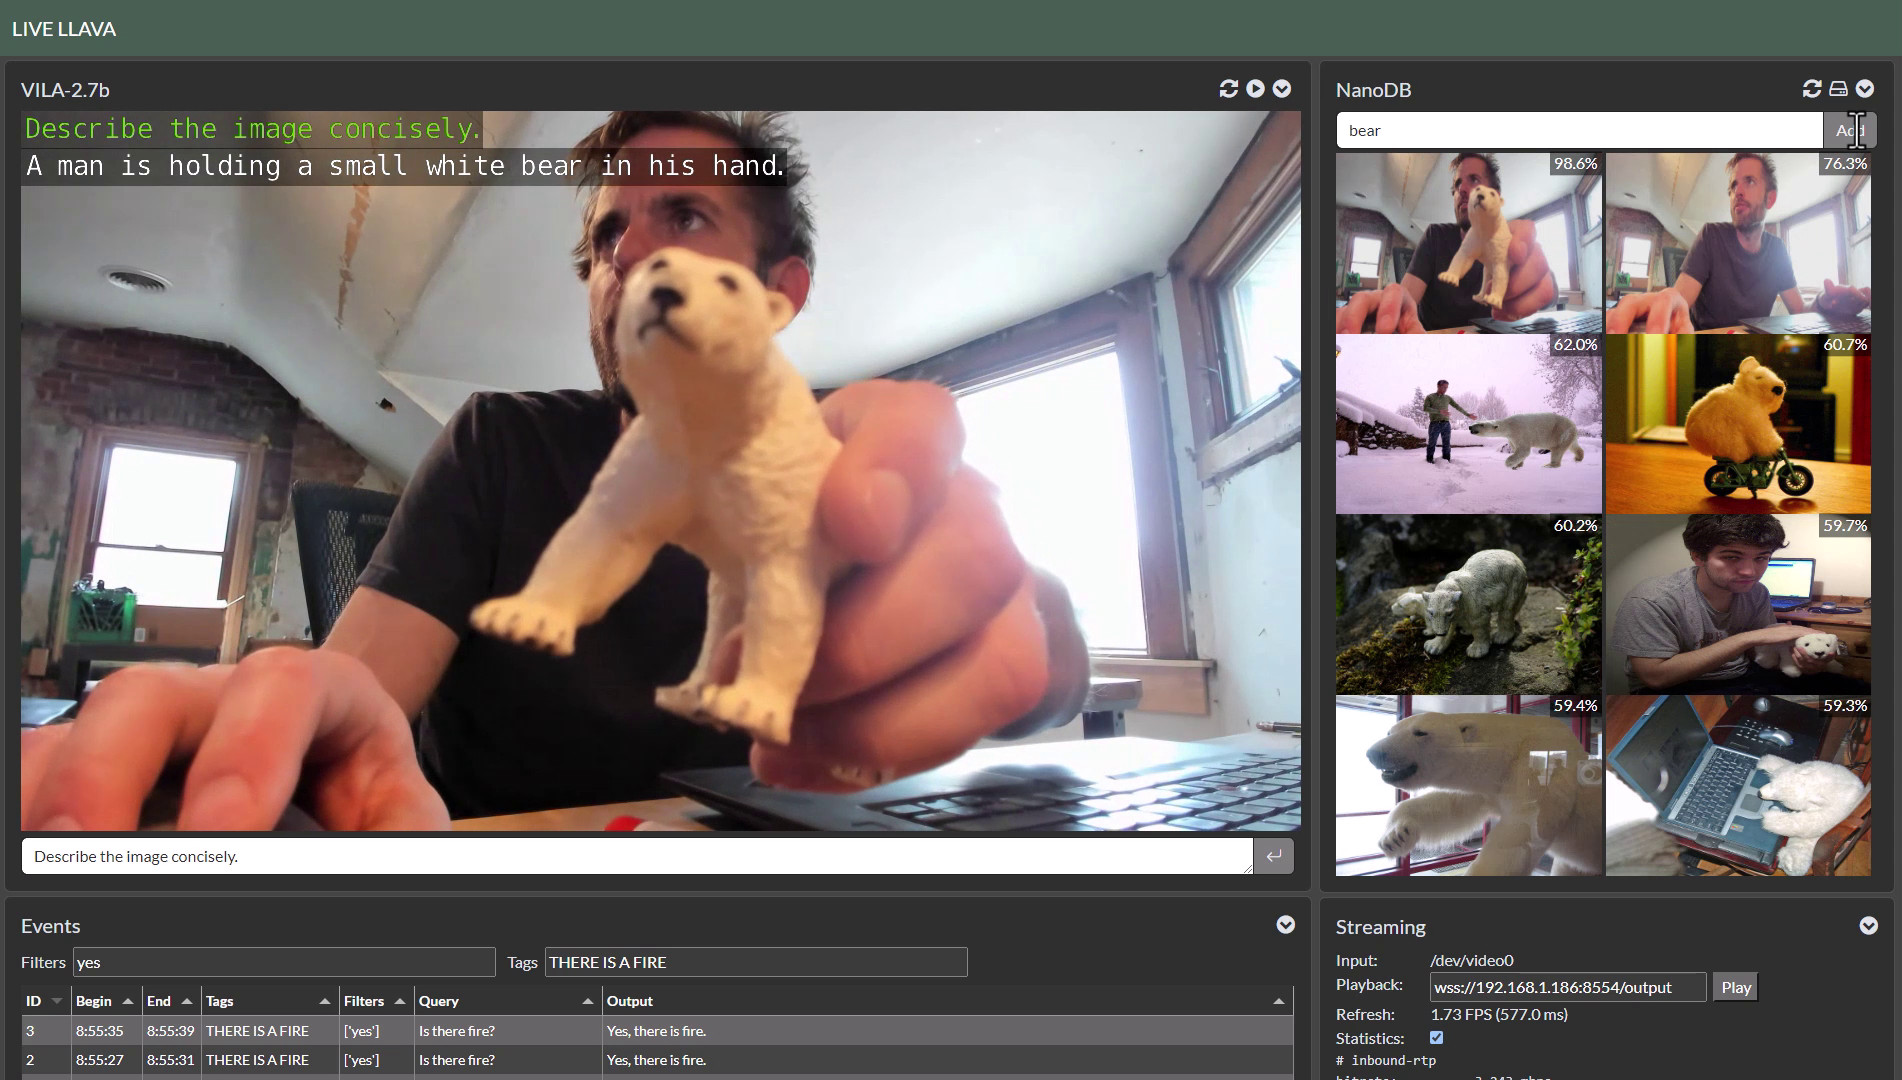 LIVE LLAVA
VILA-2.7b
Describe the image concisely.
A man is holding a small white bear in his hand.
Describe the image concisely.
NanoDB
bear
Add
98.6%
76.3%
62.0%
60.7%
60.2%
59.7%
59.4%
59.3%
Events
Filters yes Tags THERE IS A FIRE
ID Begin End Tags Filters Query Output
3 8:55:35 8:55:39 THERE IS A FIRE ['yes'] Is there fire? Yes, there is fire.
2 8:55:27 8:55:31 THERE IS A FIRE ['yes'] Is there fire? Yes, there is fire.
Streaming
Input: /dev/video0
Playback: wss://192.168.1.186:8554/output Play
Refresh: 1.73 FPS (577.0 ms)
Statistics:
# inbound-rtp